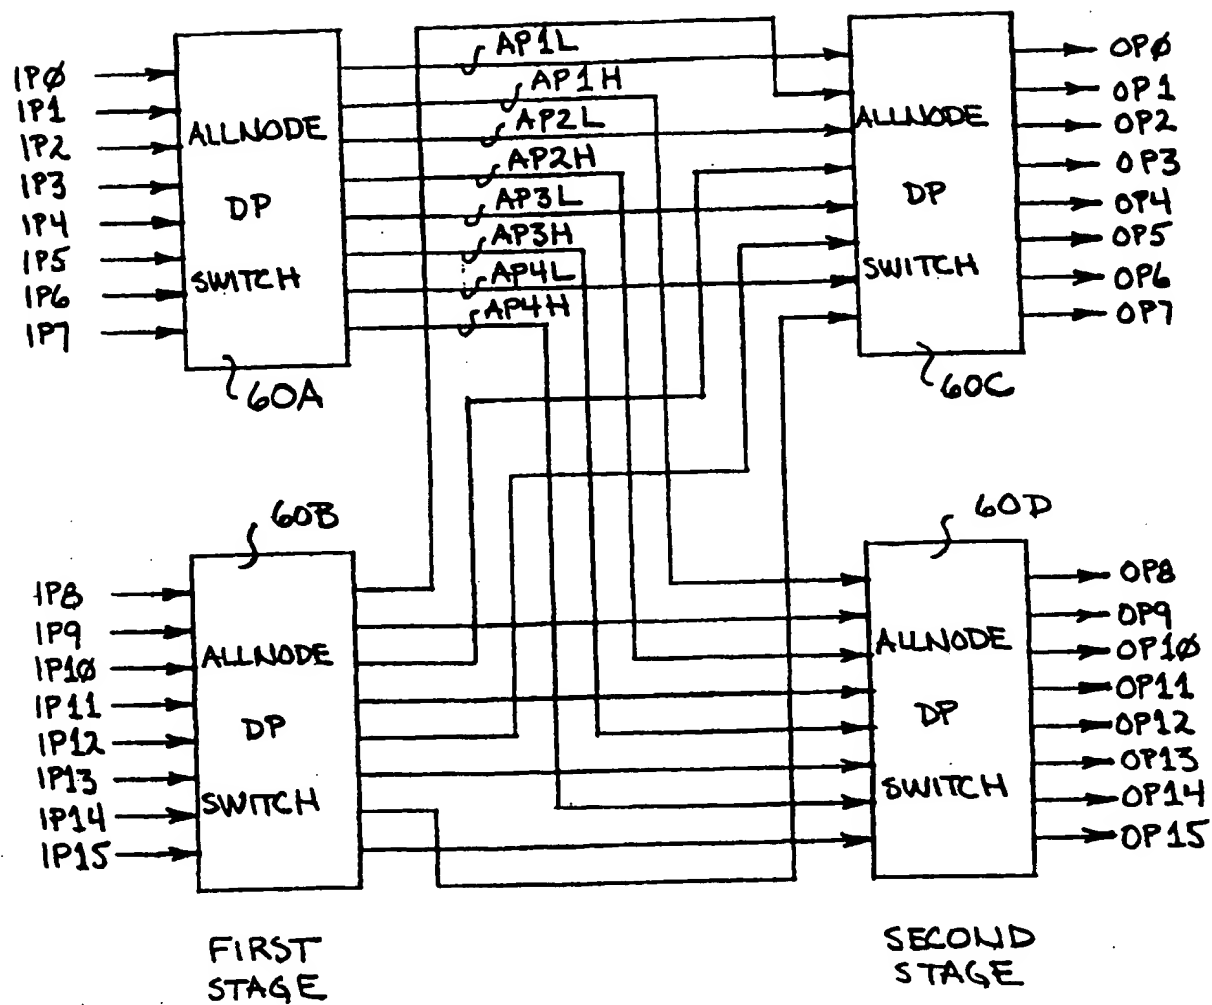 IPØ
IP1
IP2
IP3
IP4
IP5
IP6
IP7
ALLNODE
DP
SWITCH
60A
AP1L
AP1H
AP2L
AP2H
AP3L
AP3H
AP4L
AP4H
ALLNODE
DP
SWITCH
60C
OPØ
OP1
OP2
OP3
OP4
OP5
OP6
OP7
60B
IP8
IP9
IP1Ø
IP11
IP12
IP13
IP14
IP15
ALLNODE
DP
SWITCH
60D
ALLNODE
DP
SWITCH
OP8
OP9
OP1Ø
OP11
OP12
OP13
OP14
OP15
FIRST
STAGE
SECOND
STAGE